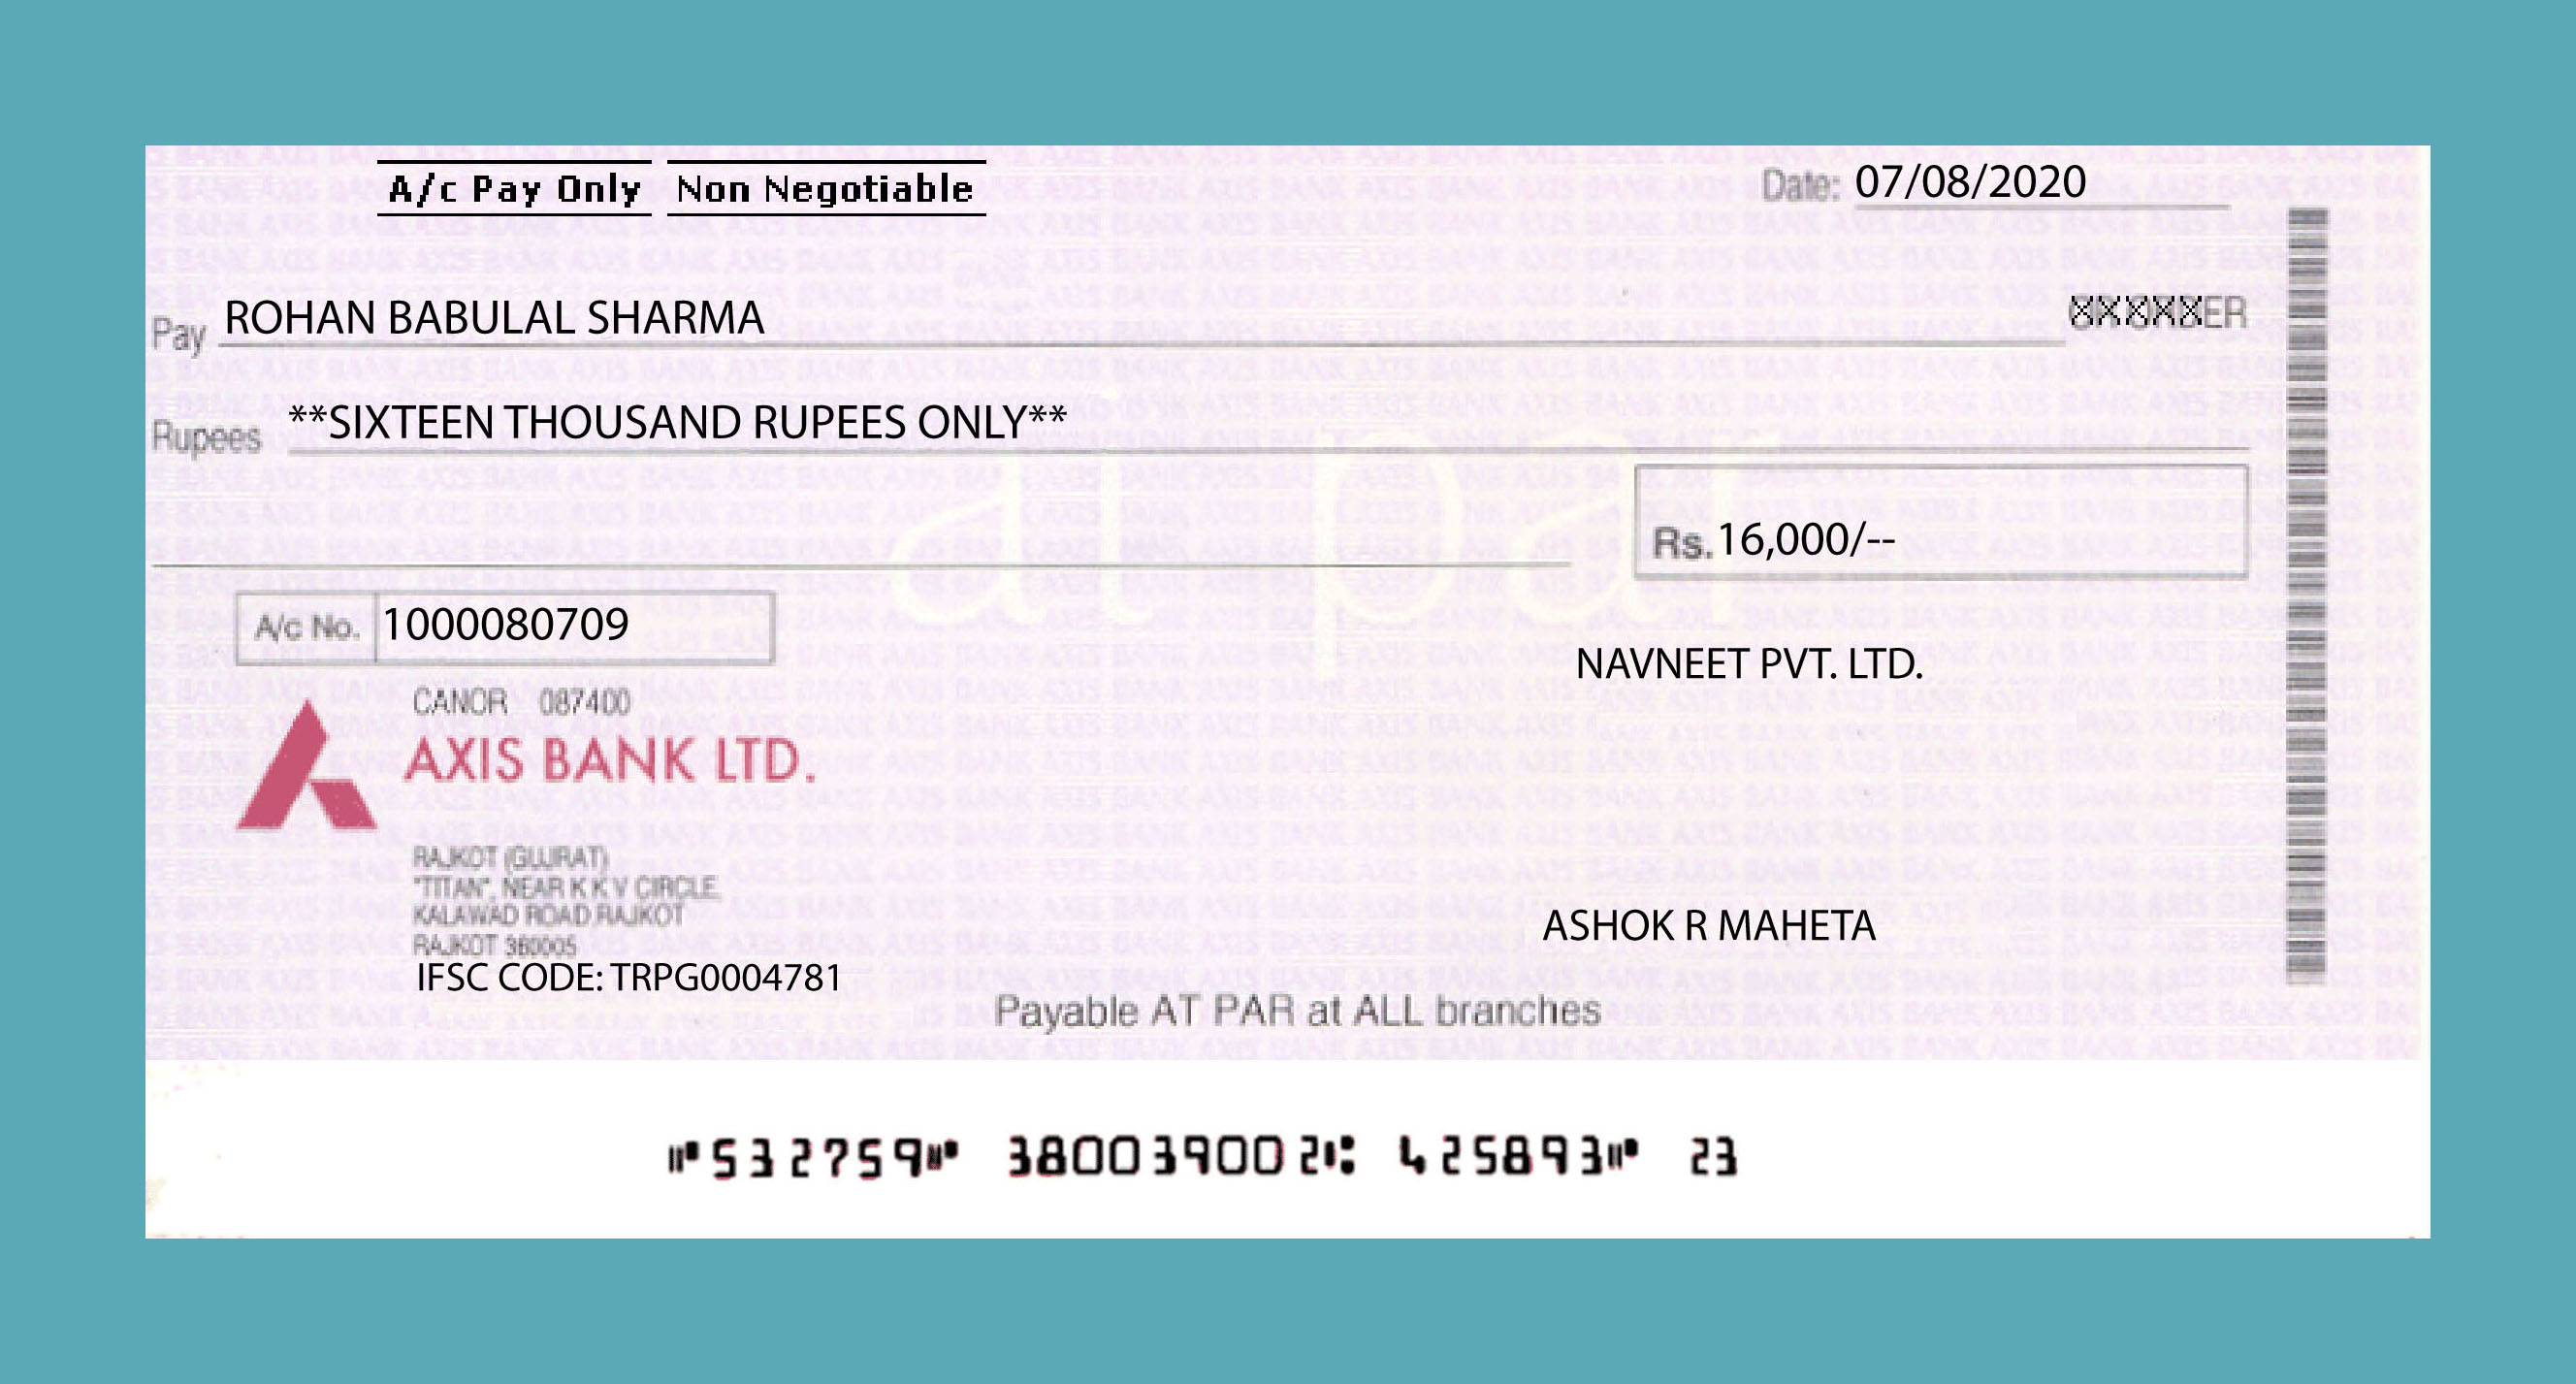 A/c Pay Only Non Negotiable
Date: 07/08/2020
Pay ROHAN BABULAL SHARMA OR ORDER
Rupees **SIXTEEN THOUSAND RUPEES ONLY**
Rs. 16,000/--
A/c No. 1000080709
NAVNEET PVT. LTD.
CANOR 087400
AXIS BANK LTD.
RAJKOT (GUJRAT)
"TITAN", NEAR K K V CIRCLE,
KALAWAD ROAD RAJKOT
RAJKOT 360005
IFSC CODE: TRPG0004781
ASHOK R MAHETA
Payable AT PAR at ALL branches
⑈532759⑈ 380039002⑆ 425893⑈ 23